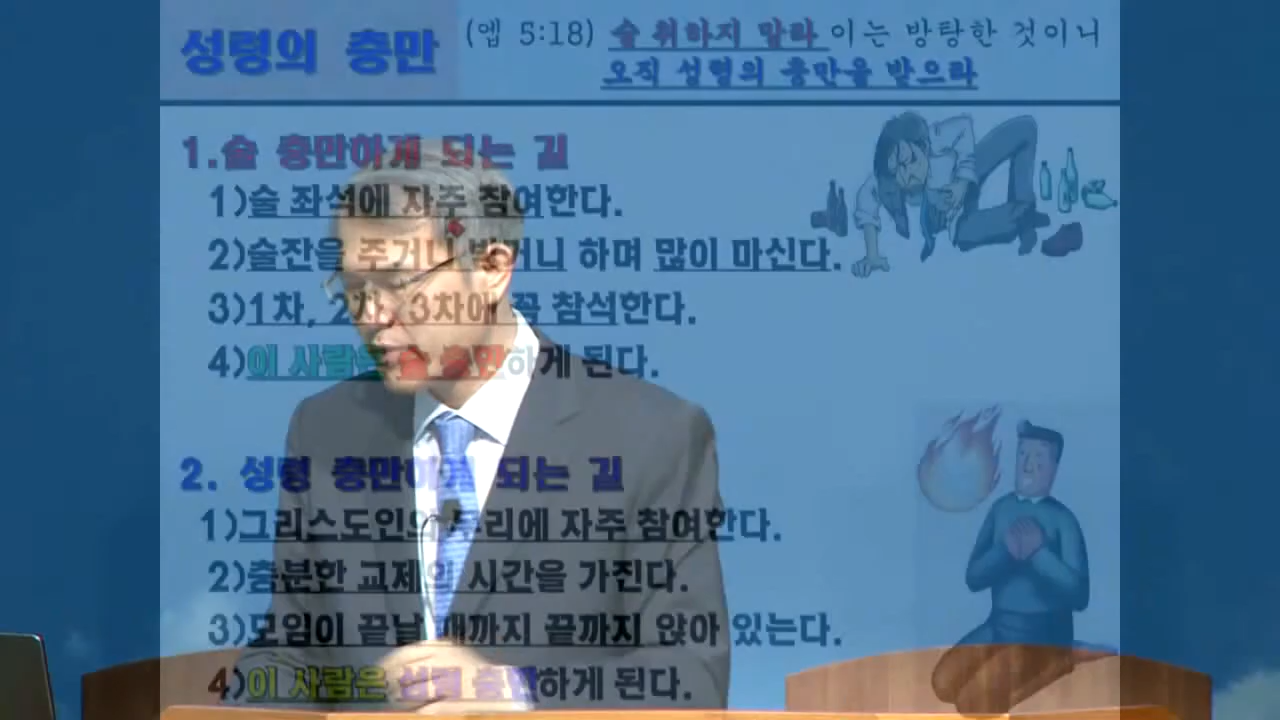 성령의 충만
(엡 5:18) 술 취하지 말라 이는 방탕한 것이니
오직 성령의 충만을 받으라
1.술 충만하게 되는 길
1)술 좌석에 자주 참여한다.
2)술잔을 주거니 받거니 하며 많이 마신다.
3)1차, 2차, 3차에 꼭 참석한다.
4)이 사람은 술 충만하게 된다.
2. 성령 충만하게 되는 길
1)그리스도인의 무리에 자주 참여한다.
2)충분한 교제의 시간을 가진다.
3)모임이 끝날 때까지 끝까지 앉아 있는다.
4)이 사람은 성령 충만하게 된다.